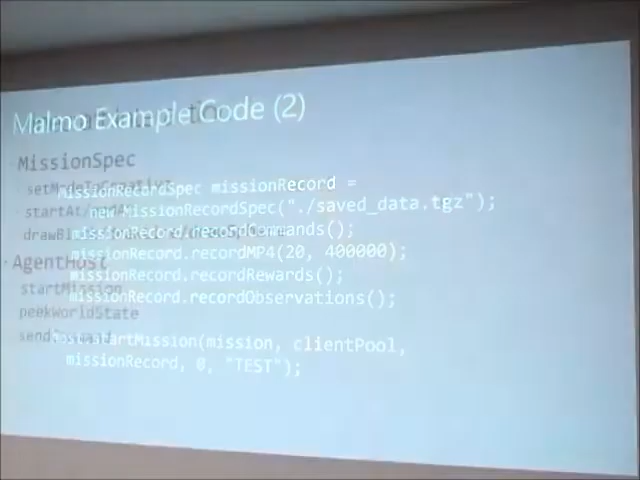 Malmo Example Code (2)
MissionSpec
MissionRecordSpec missionRecord =
new MissionRecordSpec("./saved_data.tgz");
missionRecord.recordCommands();
missionRecord.recordMP4(20, 400000);
AgentHost
missionRecord.recordRewards();
startMission
missionRecord.recordObservations();
peekWorldState
host.startMission(mission, clientPool,
missionRecord, 0, "TEST");